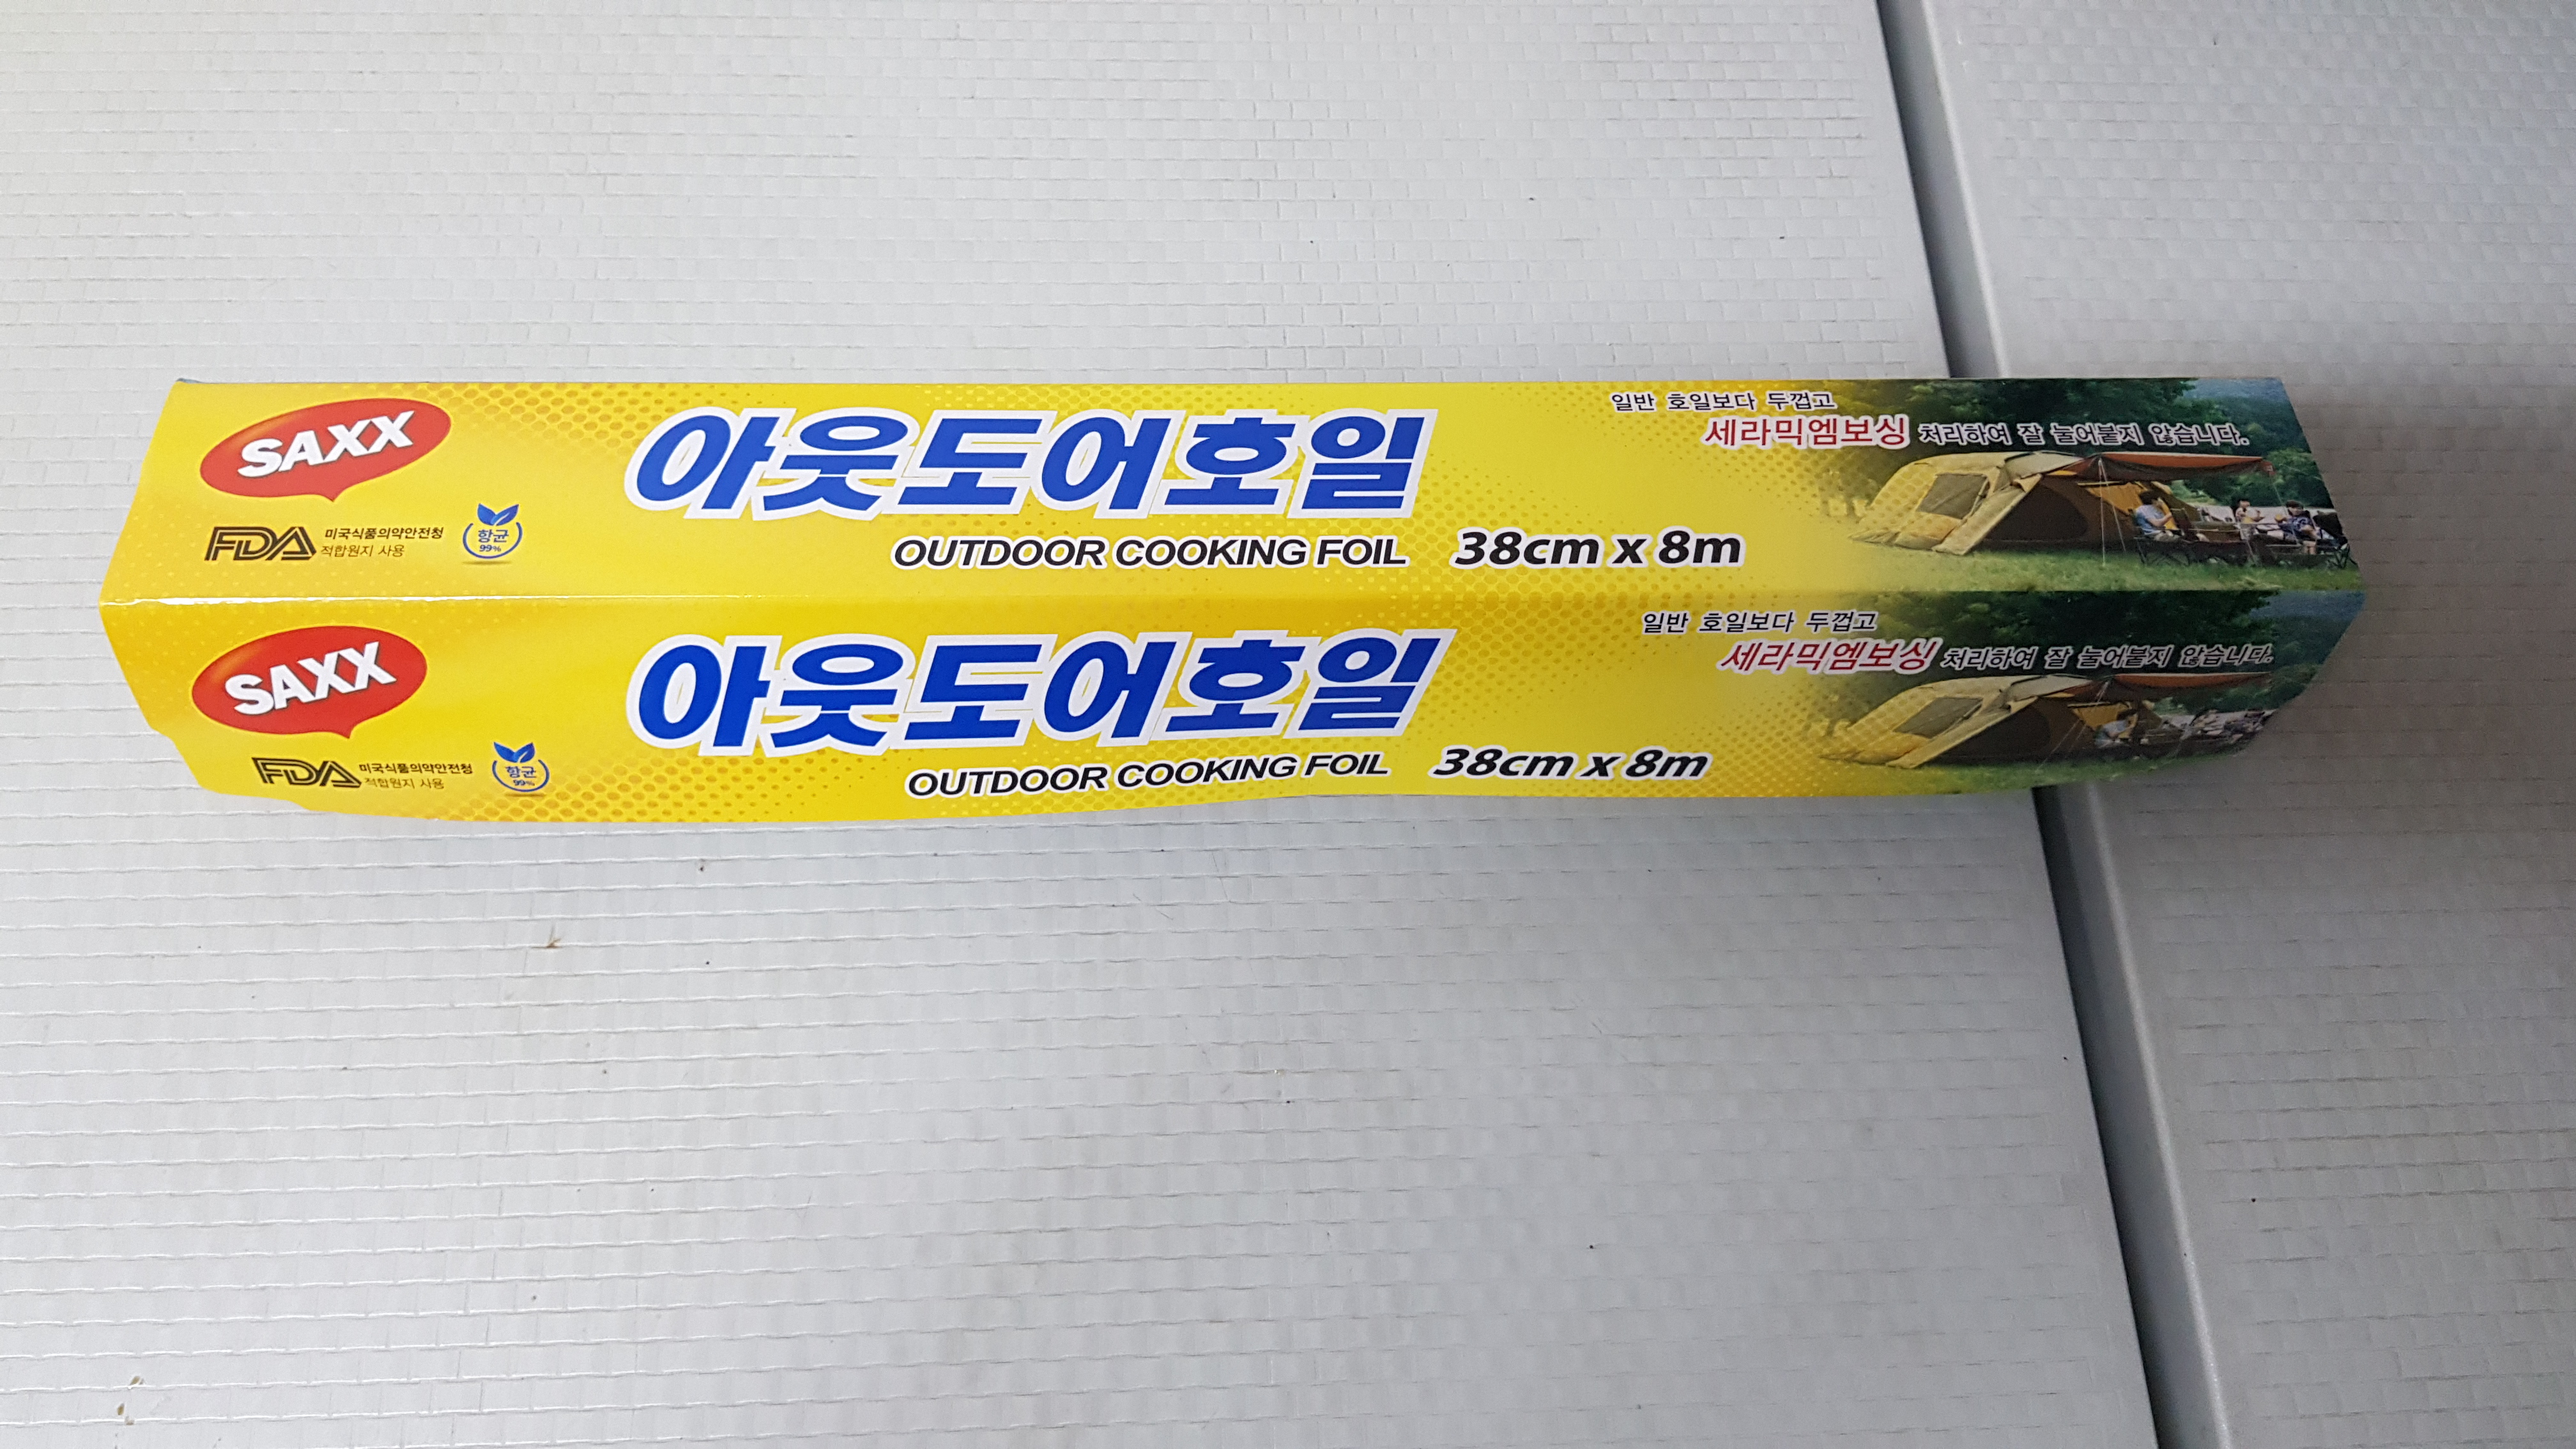 SAXX
FDA 미국식품의약안전청
적합원지 사용
항균
99%
아웃도어호일
OUTDOOR COOKING FOIL 38cm x 8m
일반 호일보다 두껍고
세라믹엠보싱 처리하여 잘 눌어붙지 않습니다.
SAXX
FDA 미국식품의약안전청
적합원지 사용
항균
99%
아웃도어호일
OUTDOOR COOKING FOIL 38cm x 8m
일반 호일보다 두껍고
세라믹엠보싱 처리하여 잘 눌어붙지 않습니다.